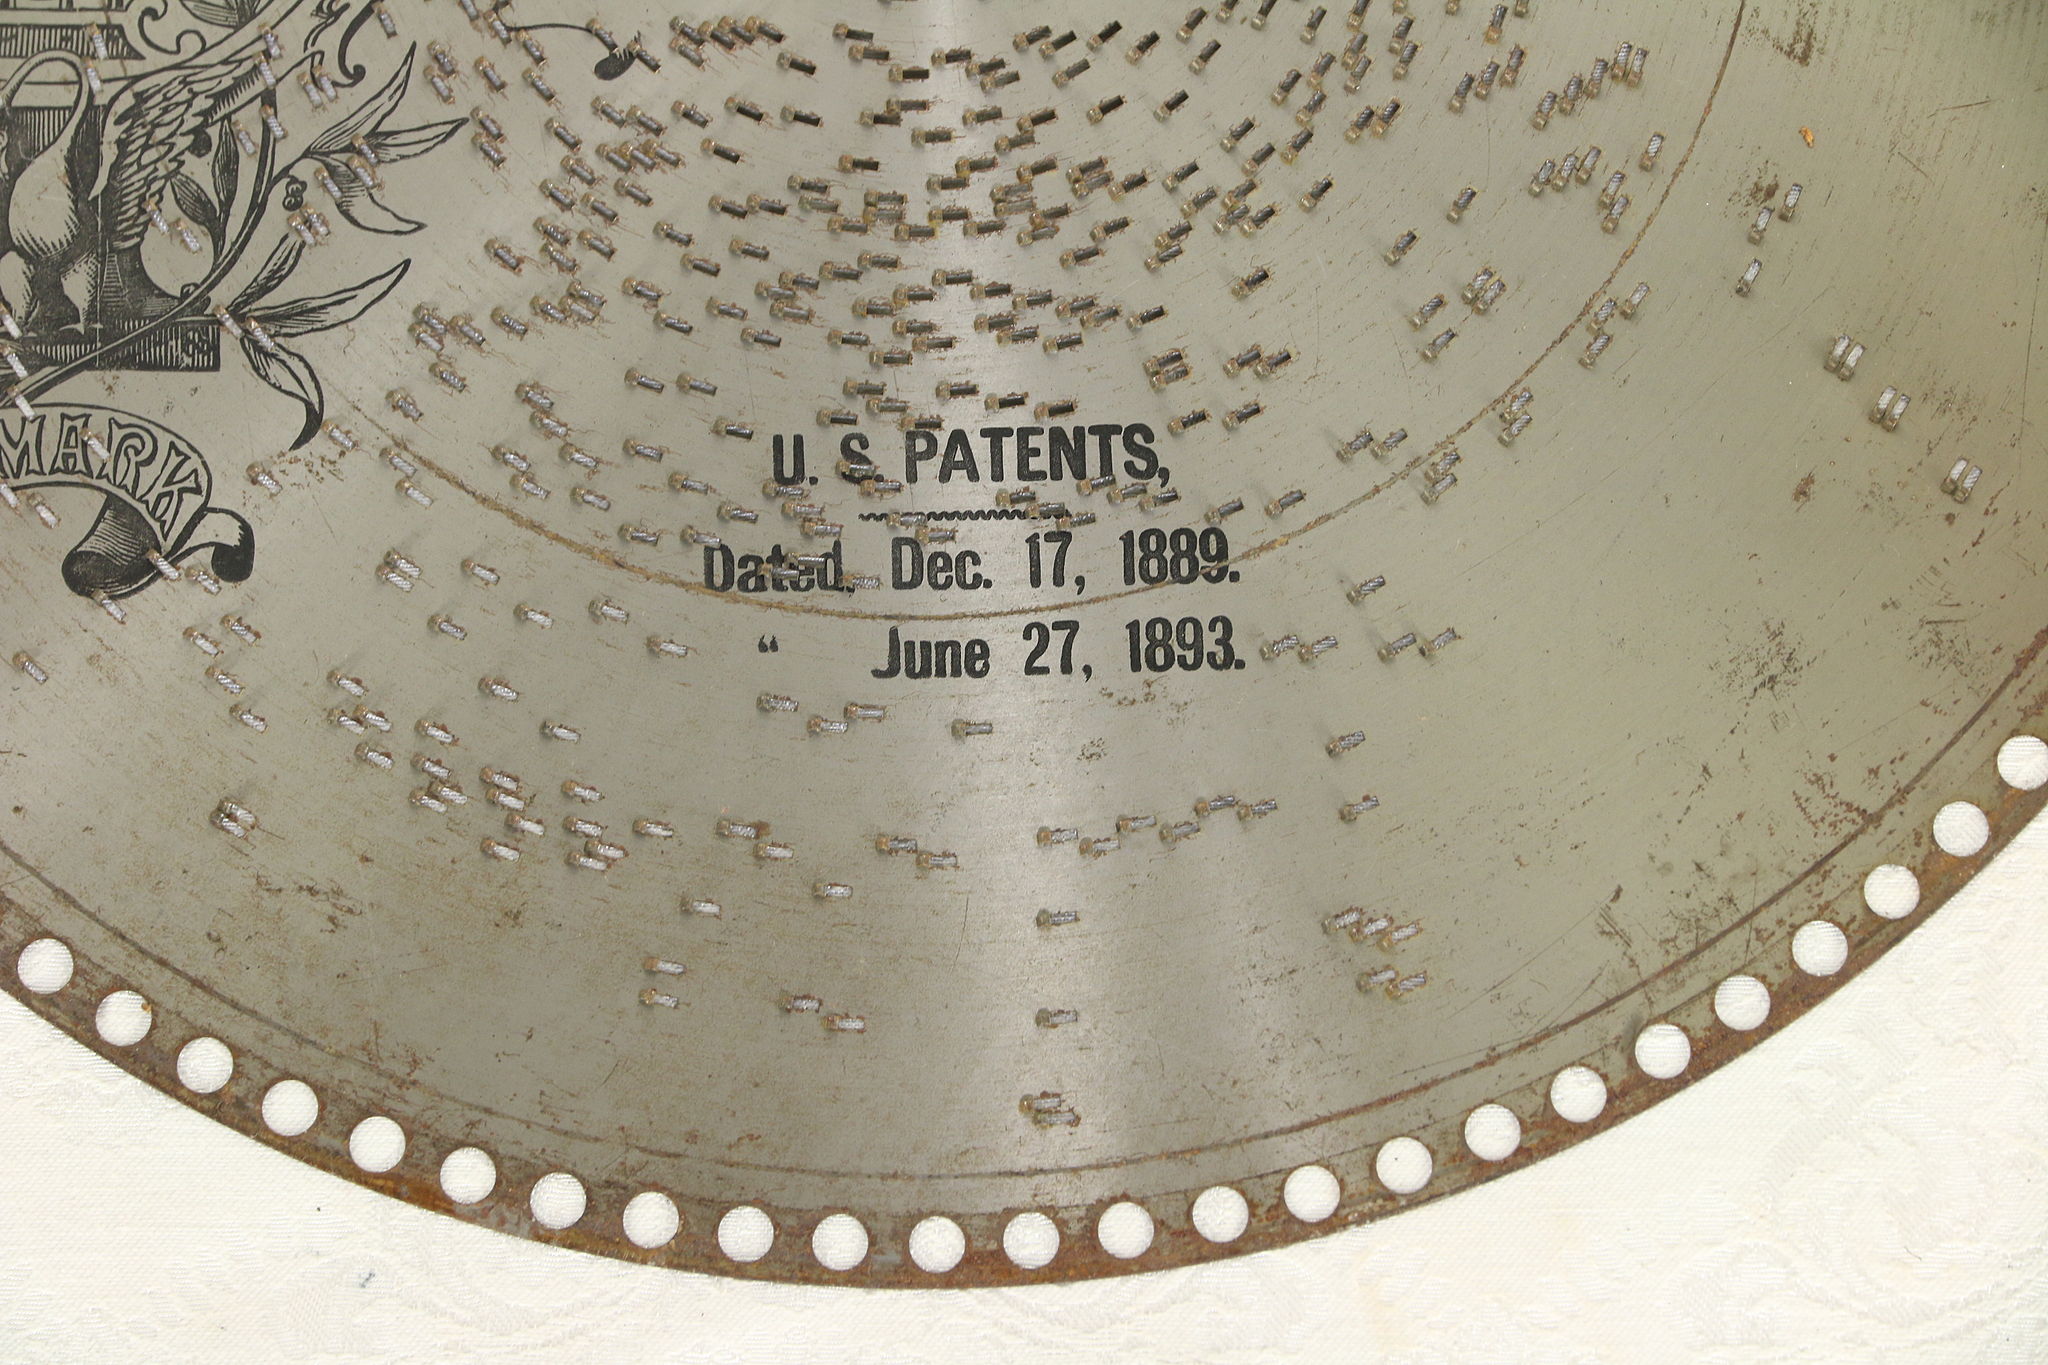 MARK
U. S. PATENTS,
Dated, Dec. 17, 1889.
“ June 27, 1893.